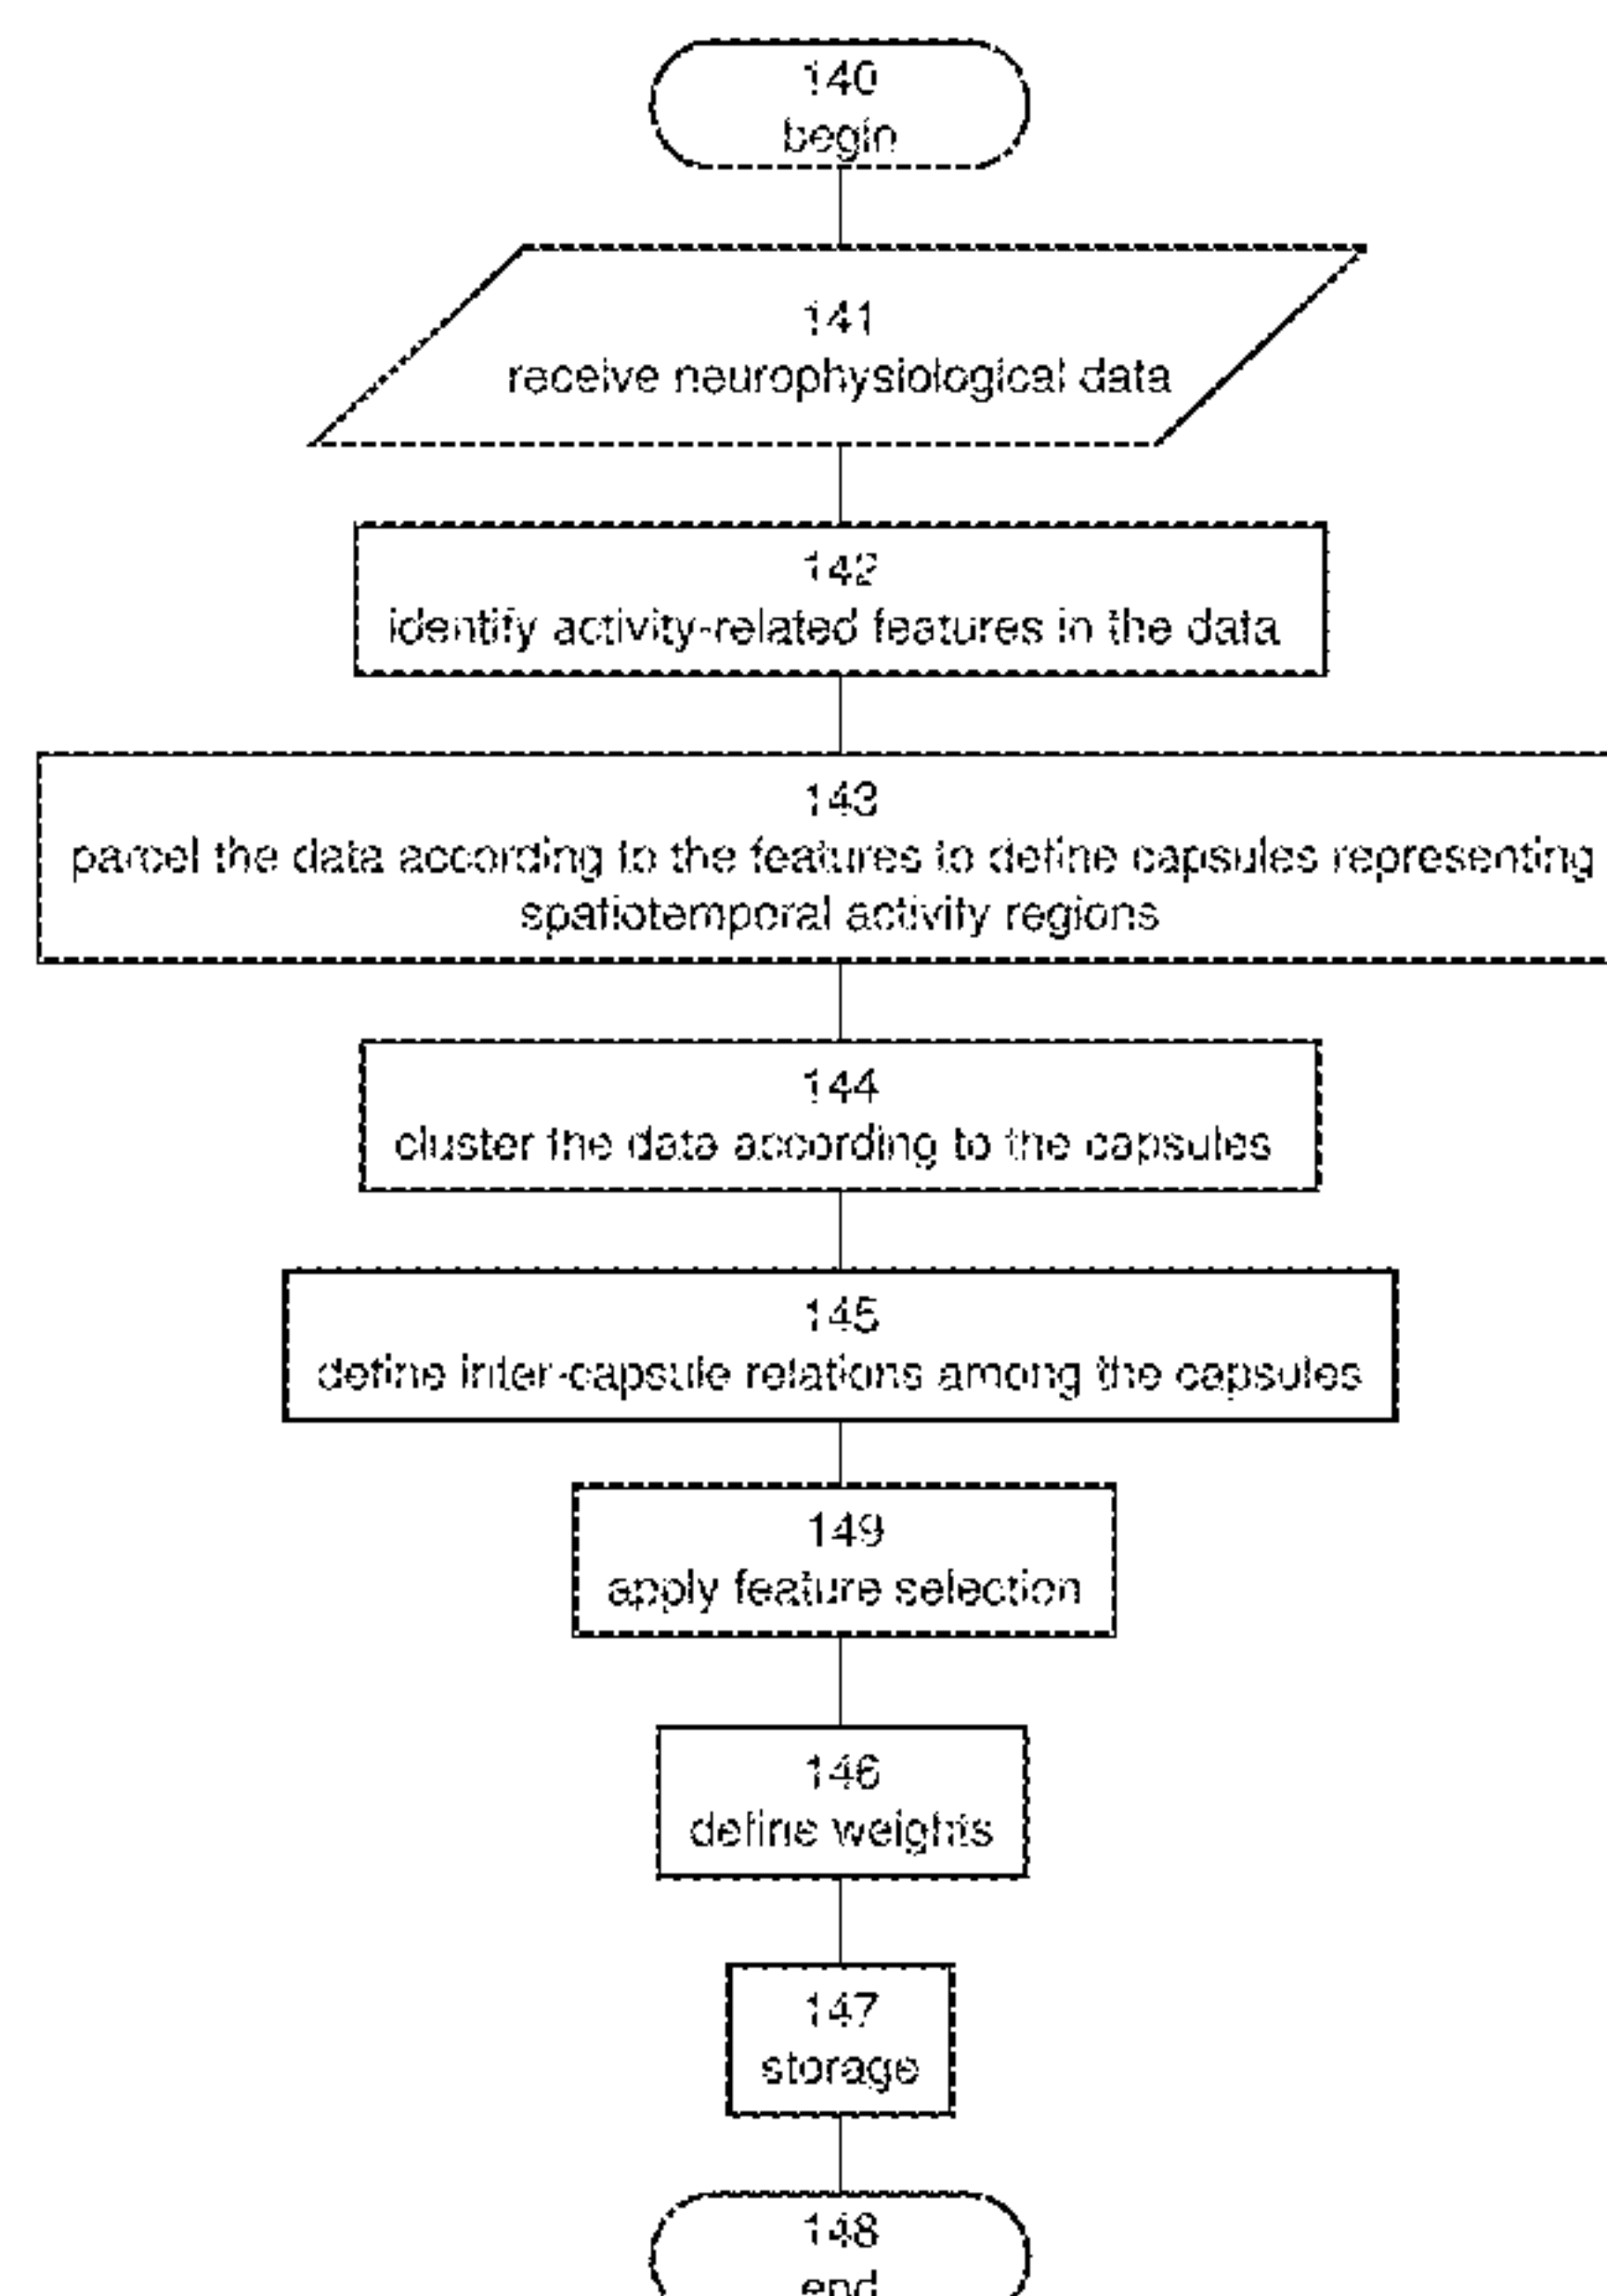 140
begin
141
receive neurophysiological data
142
identify activity-related features in the data
143
parcel the data according to the features to define capsules representing
spatiotemporal activity regions
144
cluster the data according to the capsules
145
define inter-capsule relations among the capsules
149
apply feature selection
146
define weights
147
storage
148
end